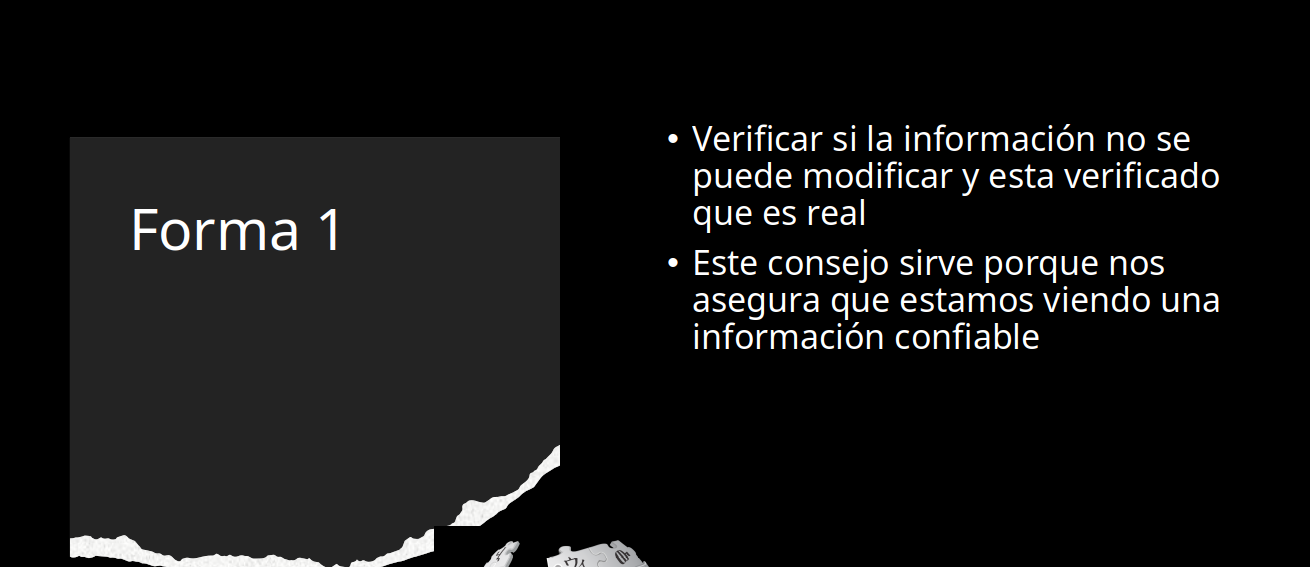 Forma 1
• Verificar si la información no se
puede modificar y esta verificado
que es real
• Este consejo sirve porque nos
asegura que estamos viendo una
información confiable